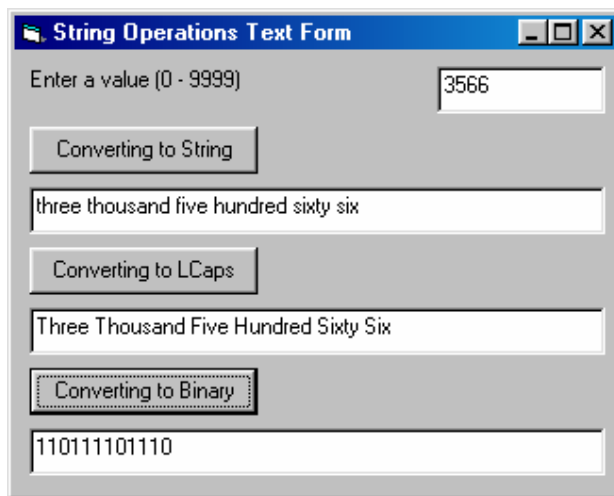 String Operations Text Form
Enter a value (0 - 9999) 3566
Converting to String
three thousand five hundred sixty six
Converting to LCaps
Three Thousand Five Hundred Sixty Six
Converting to Binary
110111101110